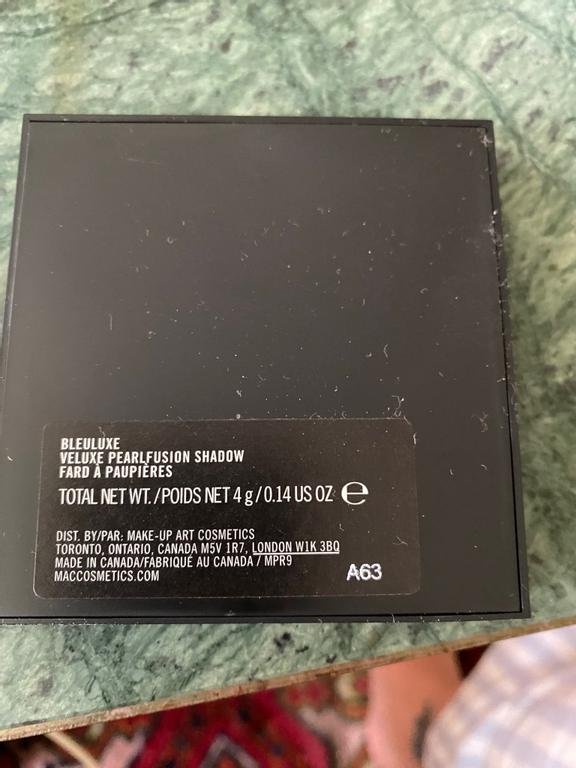 BLEULUXE
VELUXE PEARLFUSION SHADOW
FARD À PAUPIÈRES
TOTAL NET WT./POIDS NET 4 g/0.14 US OZ ℮
DIST. BY/PAR: MAKE-UP ART COSMETICS
TORONTO, ONTARIO, CANADA M5V 1R7, LONDON W1K 3BQ
MADE IN CANADA/FABRIQUÉ AU CANADA / MPR9
MACCOSMETICS.COM
A63